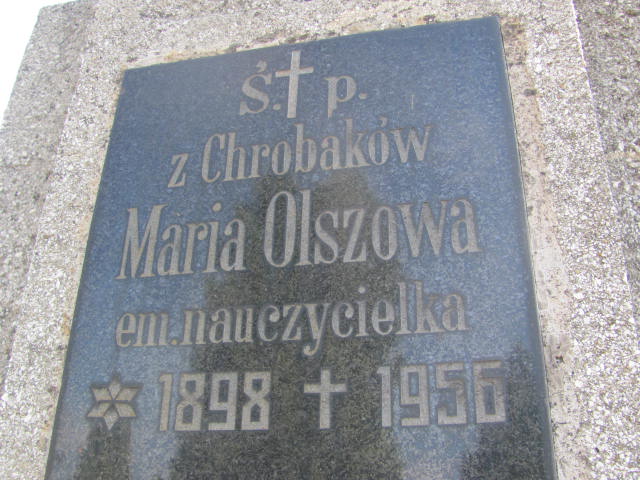 Ś.†p.
z Chrobaków
Maria Olszowa
em. nauczycielka
* 1898 † 1956